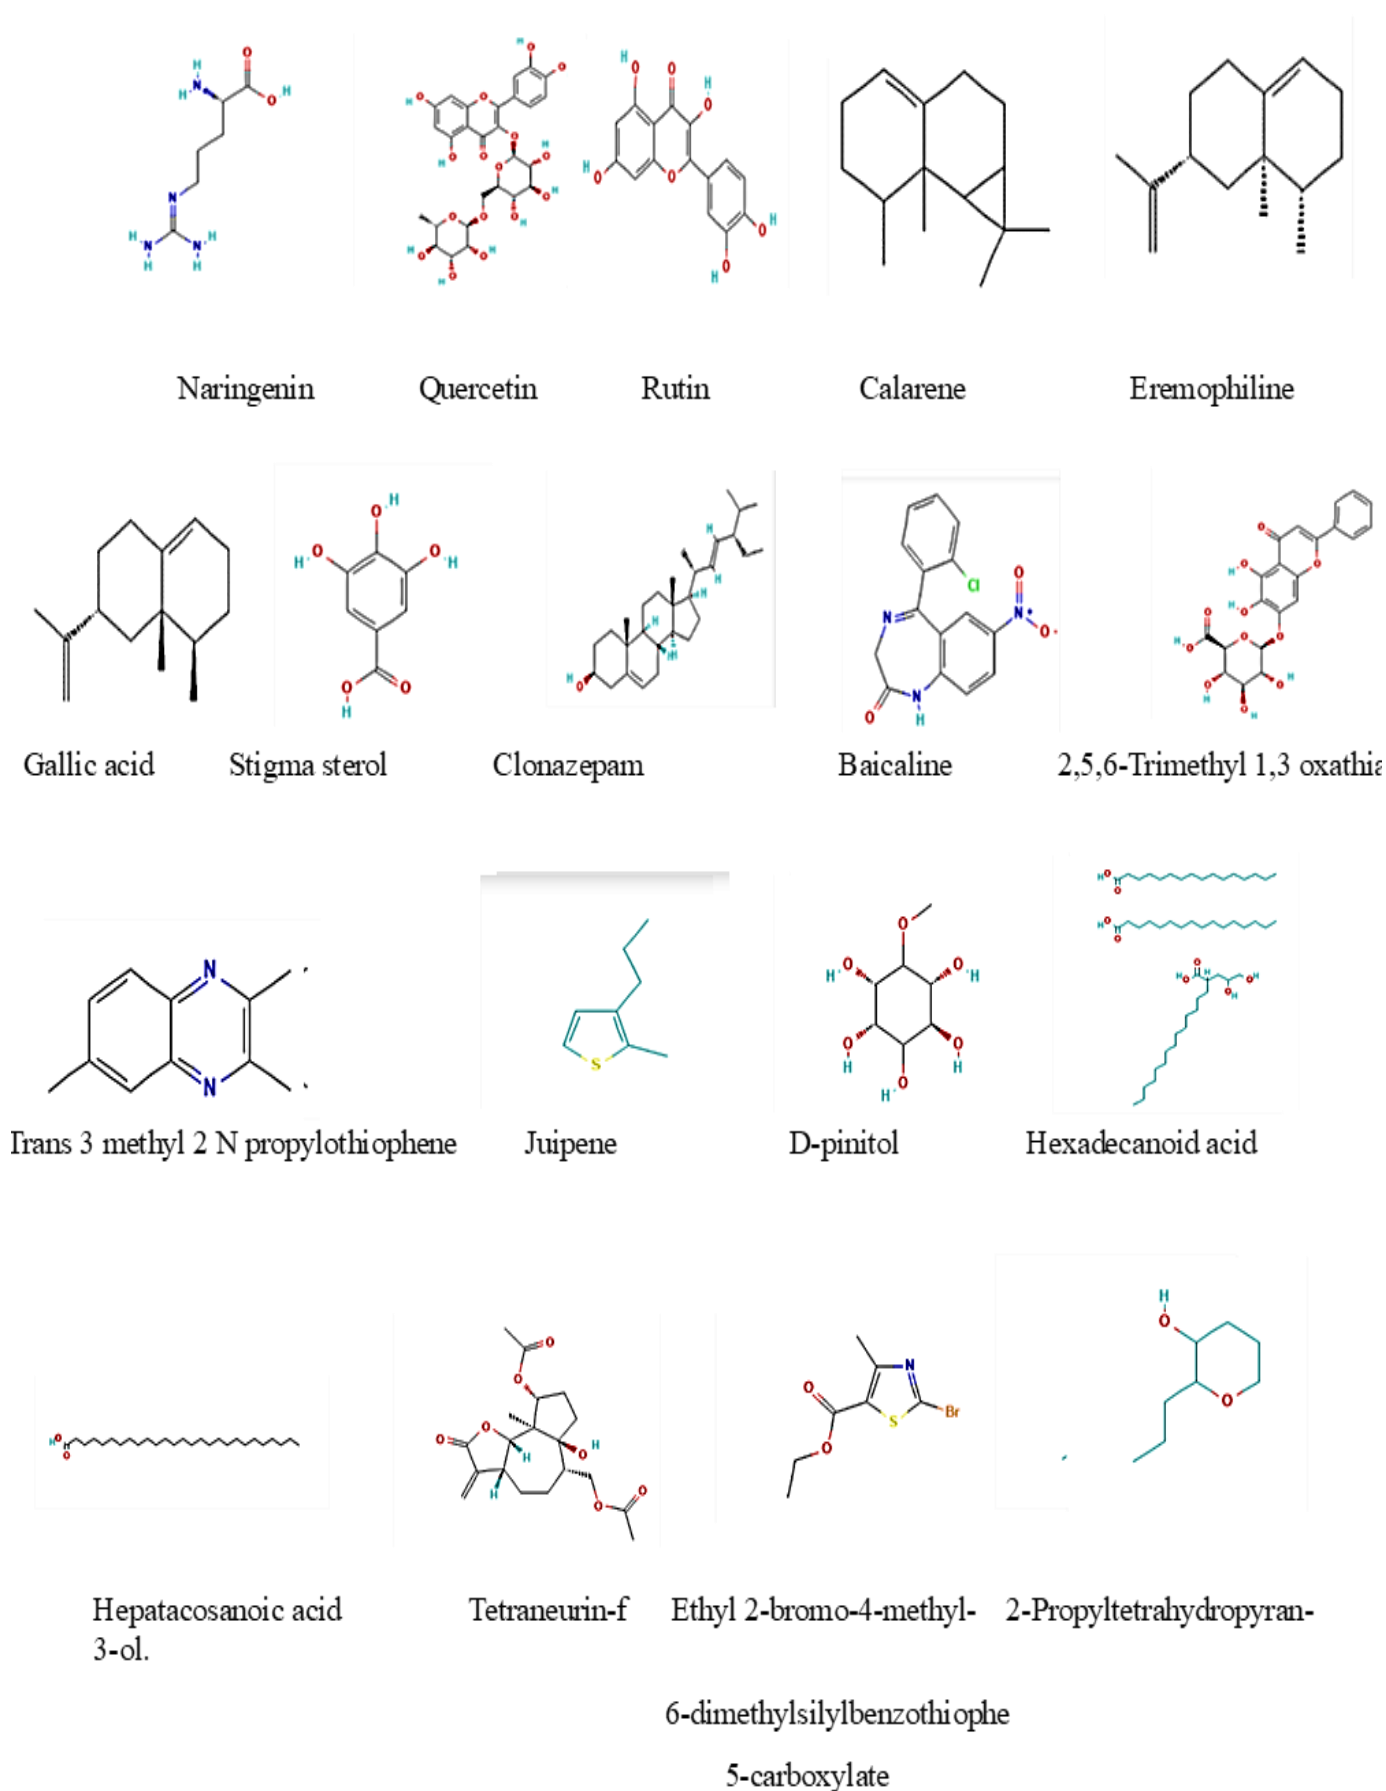 Naringenin Quercetin Rutin Calarene Eremophiline
Gallic acid Stigma sterol Clonazepam Baicaline 2,5,6-Trimethyl 1,3 oxathia
Trans 3 methyl 2 N propylothiophene Juipene D-pinitol Hexadecanoid acid
Hepatacosanoic acid Tetraneurin-f Ethyl 2-bromo-4-methyl- 2-Propyltetrahydropyran-
3-ol.
6-dimethylsilylbenzothiophe
5-carboxylate